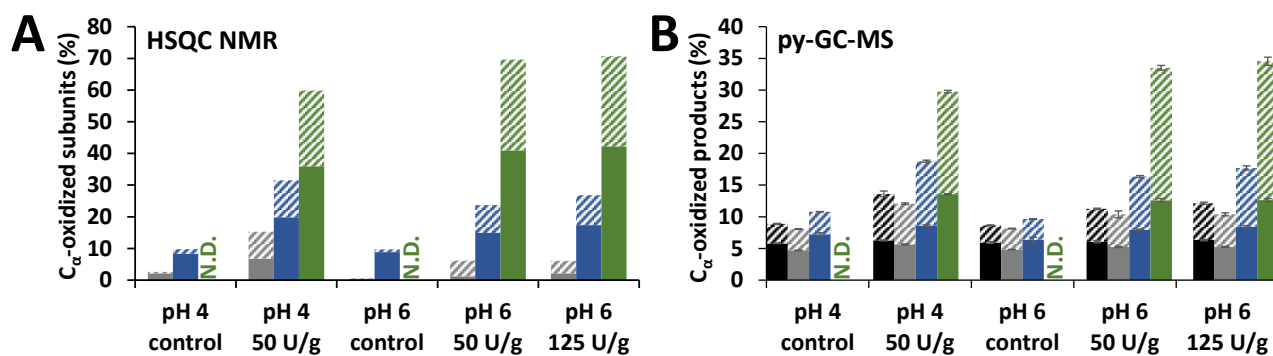 A
HSQC NMR
Cα-oxidized subunits (%)
80
70
60
50
40
30
20
10
0
N.D.
N.D.
pH 4 control
pH 4 50 U/g
pH 6 control
pH 6 50 U/g
pH 6 125 U/g
B
py-GC-MS
Cα-oxidized products (%)
40
35
30
25
20
15
10
5
0
N.D.
N.D.
pH 4 control
pH 4 50 U/g
pH 6 control
pH 6 50 U/g
pH 6 125 U/g